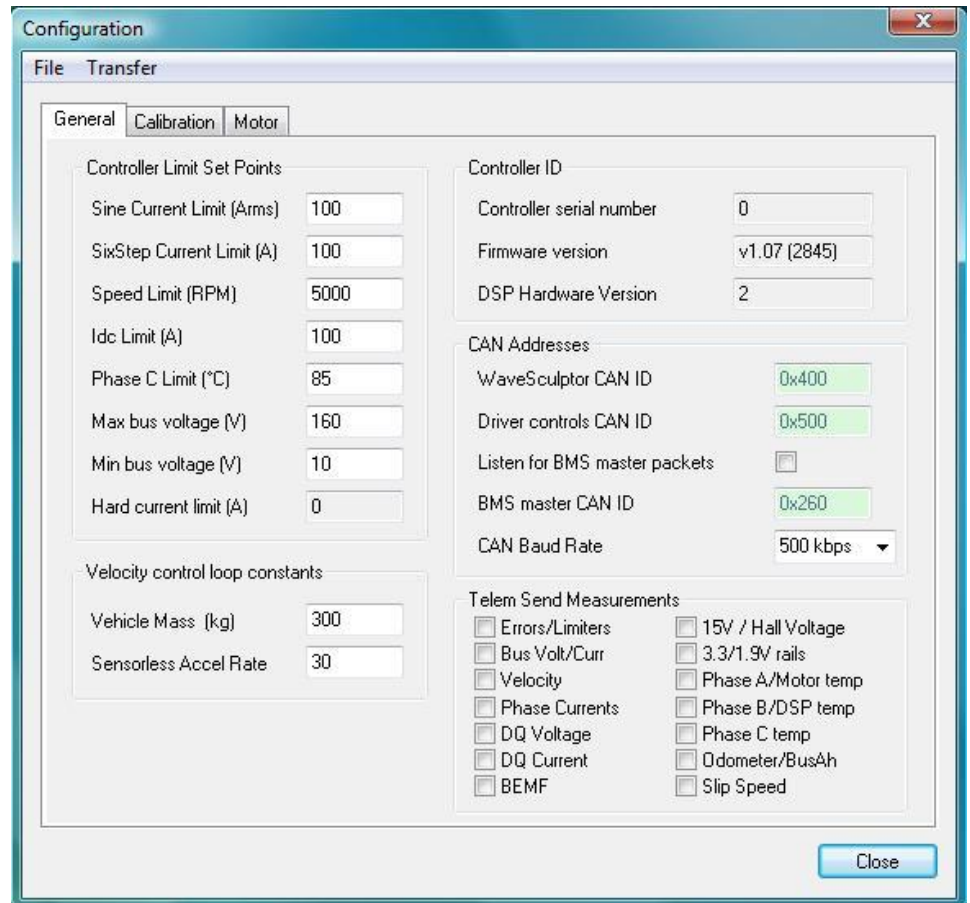 Configuration
File Transfer
General Calibration Motor
Controller Limit Set Points
Sine Current Limit (Arms) 100
SixStep Current Limit (A) 100
Speed Limit (RPM) 5000
Idc Limit (A) 100
Phase C Limit (°C) 85
Max bus voltage (V) 160
Min bus voltage (V) 10
Hard current limit (A) 0
Velocity control loop constants
Vehicle Mass (kg) 300
Sensorless Accel Rate 30
Controller ID
Controller serial number 0
Firmware version v1.07 (2845)
DSP Hardware Version 2
CAN Addresses
WaveSculptor CAN ID 0x400
Driver controls CAN ID 0x500
Listen for BMS master packets
BMS master CAN ID 0x260
CAN Baud Rate 500 kbps
Telem Send Measurements
Errors/Limiters 15V / Hall Voltage
Bus Volt/Curr 3.3/1.9V rails
Velocity Phase A/Motor temp
Phase Currents Phase B/DSP temp
DQ Voltage Phase C temp
DQ Current Odometer/BusAh
BEMF Slip Speed
Close